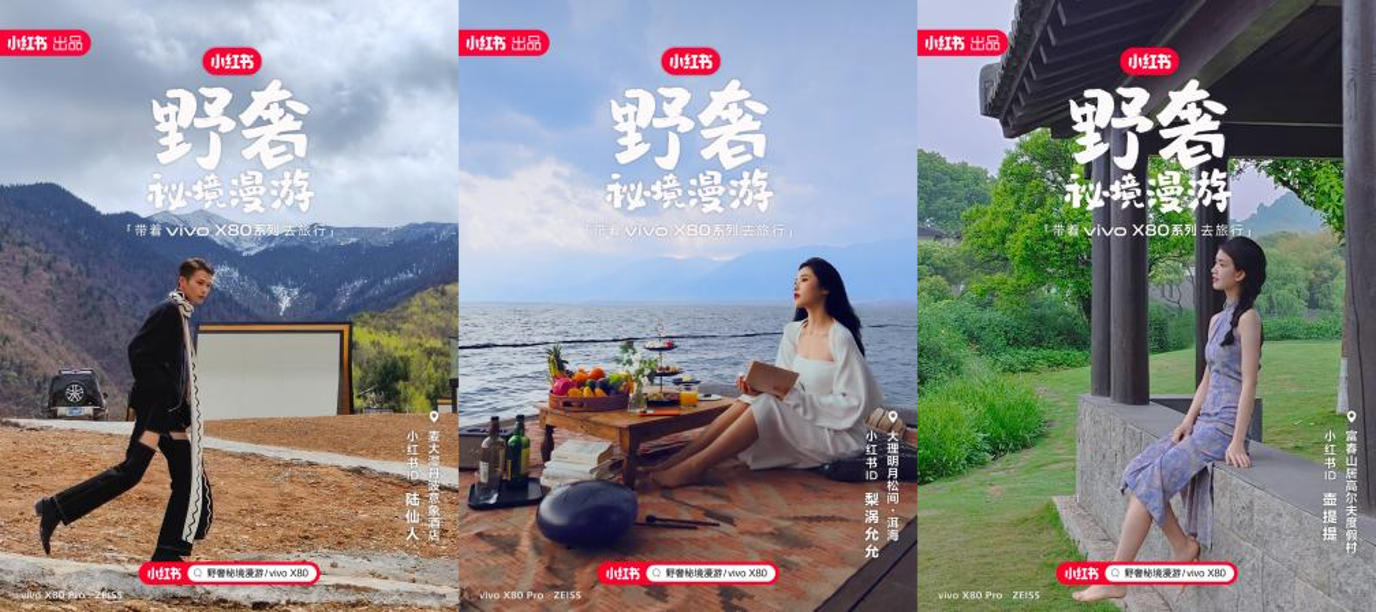 小红书 出品
小红书
野奢
秘境漫游
「带着 vivo X80系列 去旅行」
小红书ID 陆仙人
小红书 野奢秘境漫游/vivo X80
vivo X80 Pro · ZEISS
小红书 出品
小红书
野奢
秘境漫游
「带着 vivo X80系列 去旅行」
大理明月松间·洱海
小红书ID 梨涡允允
小红书 野奢秘境漫游/vivo X80
vivo X80 Pro · ZEISS
小红书 出品
小红书
野奢
秘境漫游
「带着 vivo X80系列 去旅行」
富春山居高尔夫度假村
小红书ID 壶提提
小红书 野奢秘境漫游/vivo X80
vivo X80 Pro · ZEISS